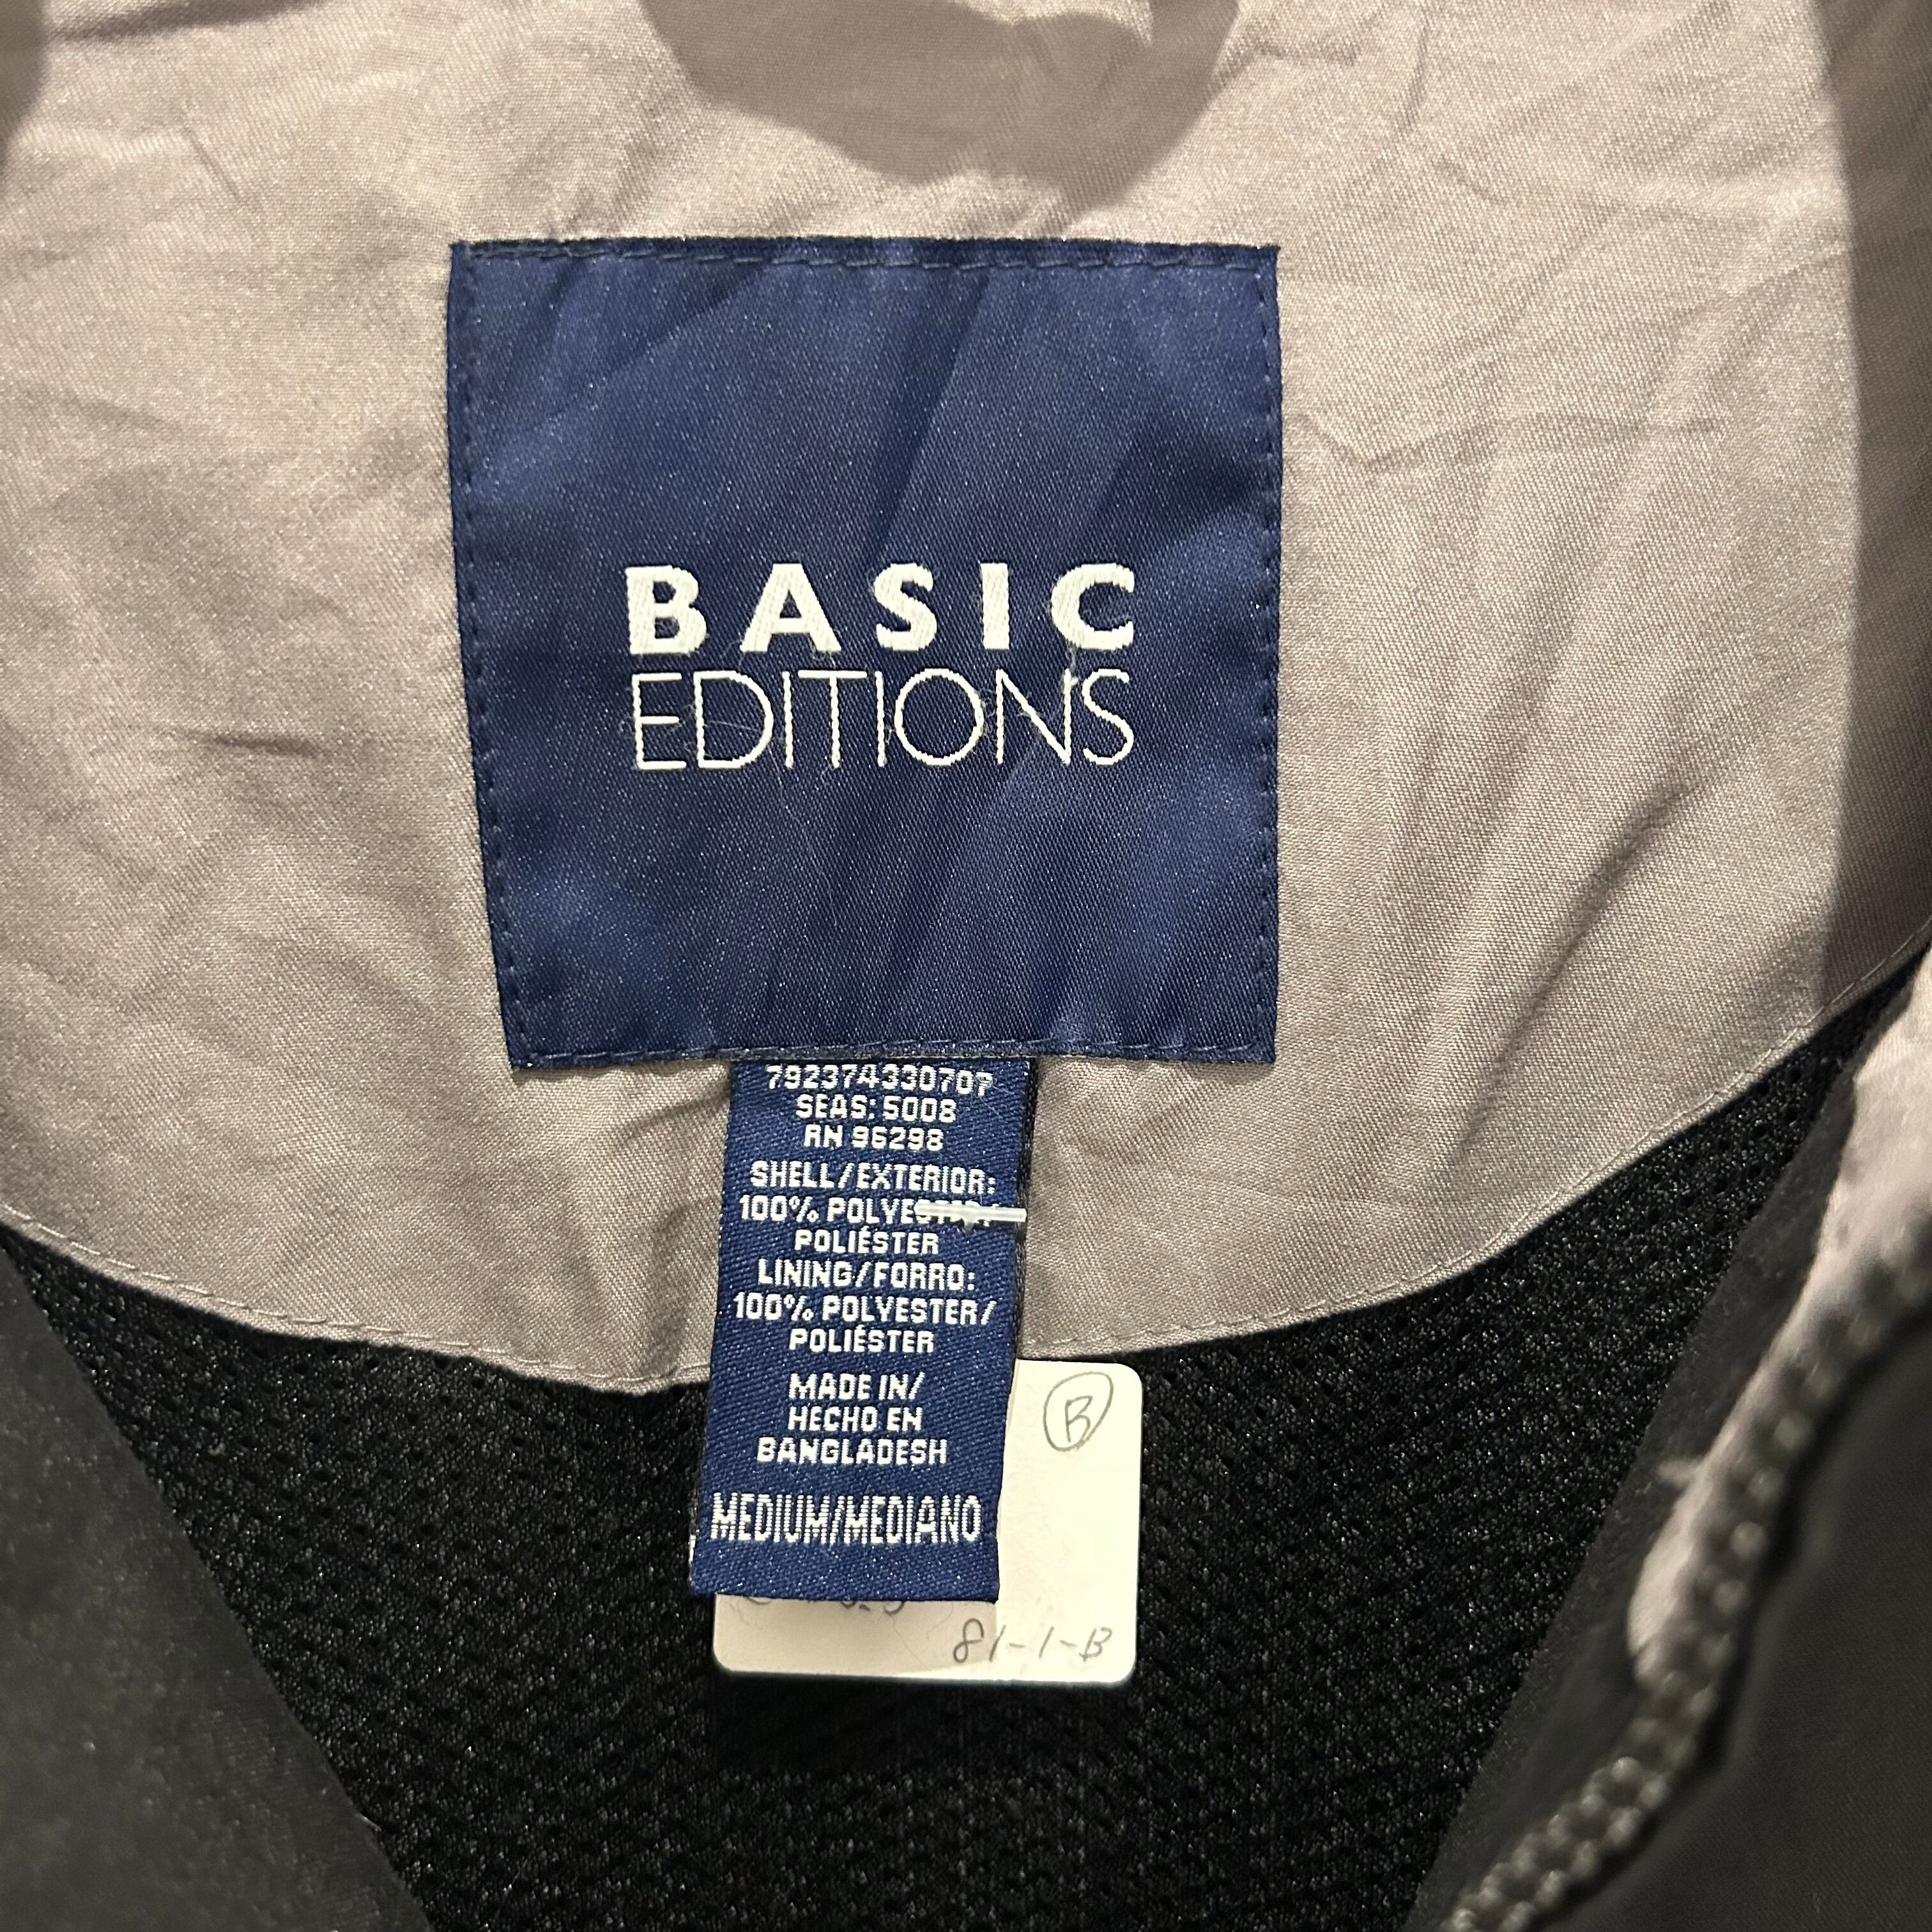 BASIC
EDITIONS
792374330707
SEAS: 5008
RN 96298
SHELL/EXTERIOR:
100% POLYESTER/
POLIÉSTER
LINING/FORRO:
100% POLYESTER/
POLIÉSTER
MADE IN/
HECHO EN
BANGLADESH
MEDIUM/MEDIANO
B
81-1-B